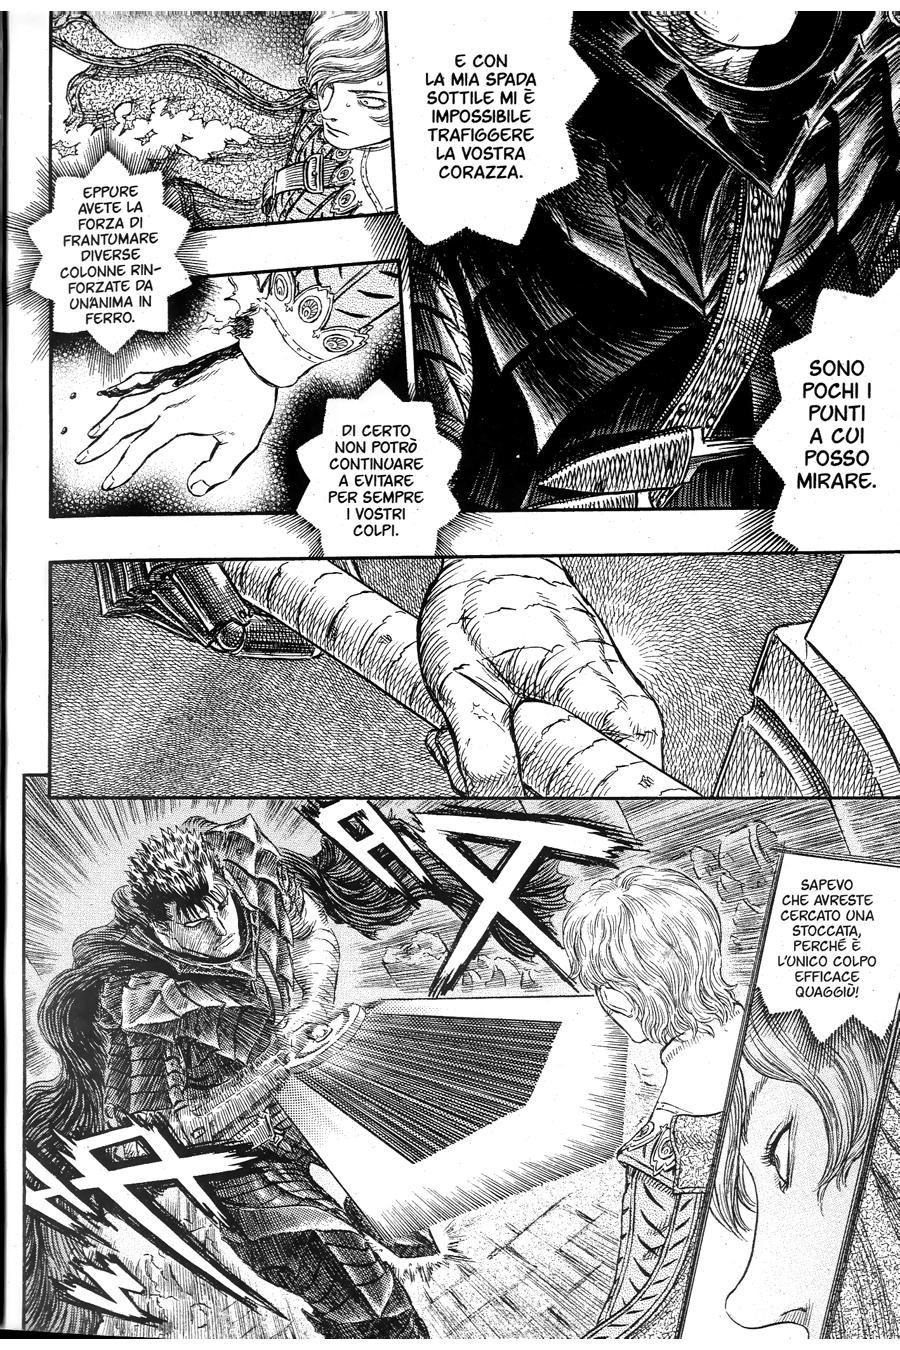 SONO
POCHI I
PUNTI
A CUI
POSSO
MIRARE.
E CON
LA MIA SPADA
SOTTILE MI È
IMPOSSIBILE
TRAFIGGERE
LA VOSTRA
CORAZZA.
EPPURE
AVETE LA
FORZA DI
FRANTUMARE
DIVERSE
COLONNE RIN-
FORZATE DA
UN'ANIMA IN
FERRO.
DI CERTO
NON POTRÒ
CONTINUARE
A EVITARE
PER SEMPRE
I VOSTRI
COLPI.
SAPEVO
CHE AVRESTE
CERCATO UNA
STOCCATA,
PERCHÉ È
L'UNICO COLPO
EFFICACE
QUAGGIÙ!